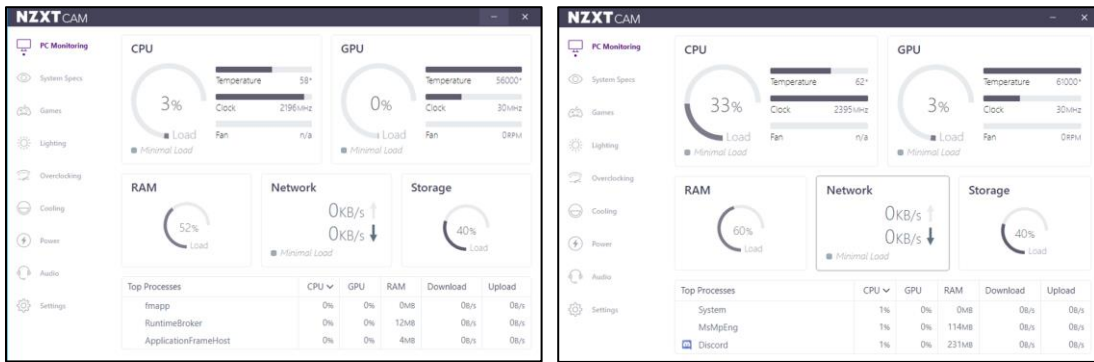 NZXT CAM
PC Monitoring
System Specs
Games
Lighting
Overclocking
Cooling
Power
Audio
Settings
CPU
3%
Load
Minimal Load
Temperature 58°
Clock 2196MHz
Fan n/a
GPU
0%
Load
Minimal Load
Temperature 56000°
Clock 30MHz
Fan 0RPM
RAM
52%
Load
Network
0KB/s
0KB/s
Minimal Load
Storage
40%
Load
Top Processes CPU GPU RAM Download Upload
fmapp 0% 0% 0MB 0B/s 0B/s
RuntimeBroker 0% 0% 12MB 0B/s 0B/s
ApplicationFrameHost 0% 0% 4MB 0B/s 0B/s
NZXT CAM
PC Monitoring
System Specs
Games
Lighting
Overclocking
Cooling
Power
Audio
Settings
CPU
33%
Load
Minimal Load
Temperature 62°
Clock 2395MHz
Fan n/a
GPU
3%
Load
Minimal Load
Temperature 61000°
Clock 30MHz
Fan 0RPM
RAM
60%
Load
Network
0KB/s
0KB/s
Minimal Load
Storage
40%
Load
Top Processes CPU GPU RAM Download Upload
System 1% 0% 0MB 0B/s 0B/s
MsMpEng 1% 0% 114MB 0B/s 0B/s
Discord 1% 0% 231MB 0B/s 0B/s